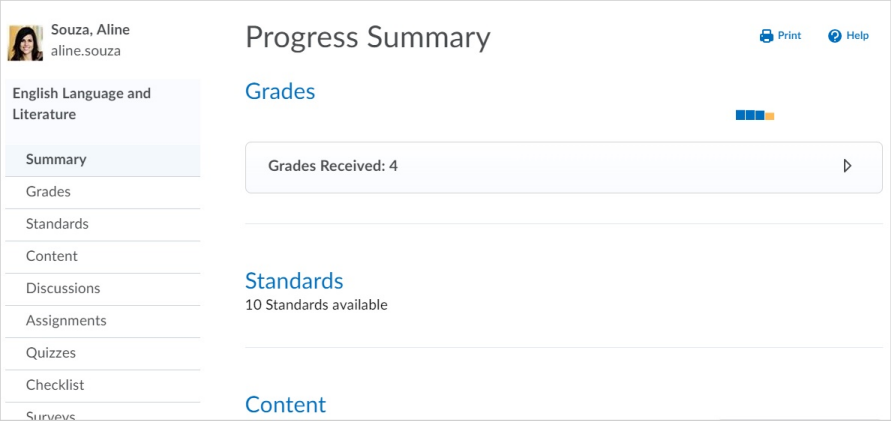 Souza, Aline
aline.souza
English Language and
Literature
Summary
Grades
Standards
Content
Discussions
Assignments
Quizzes
Checklist
Surveys
Progress Summary
Print
Help
Grades
Grades Received: 4
Standards
10 Standards available
Content